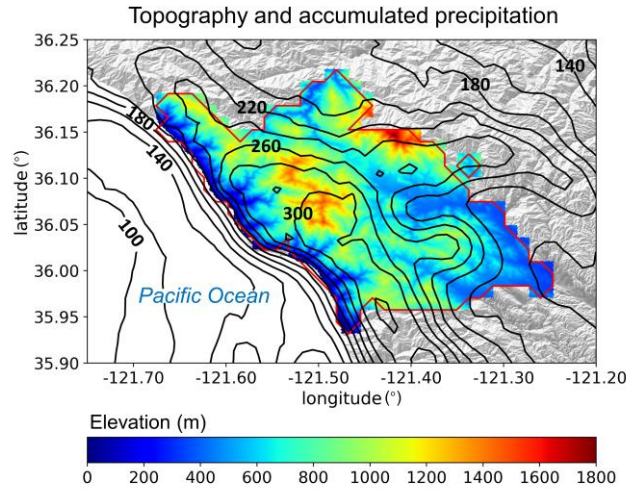 Topography and accumulated precipitation
36.25
36.20
36.15
36.10
36.05
36.00
35.95
35.90
latitude (°)
140
180
220
180
260
140
300
100
Pacific Ocean
-121.70 -121.60 -121.50 -121.40 -121.30 -121.20
longitude (°)
Elevation (m)
0 200 400 600 800 1000 1200 1400 1600 1800